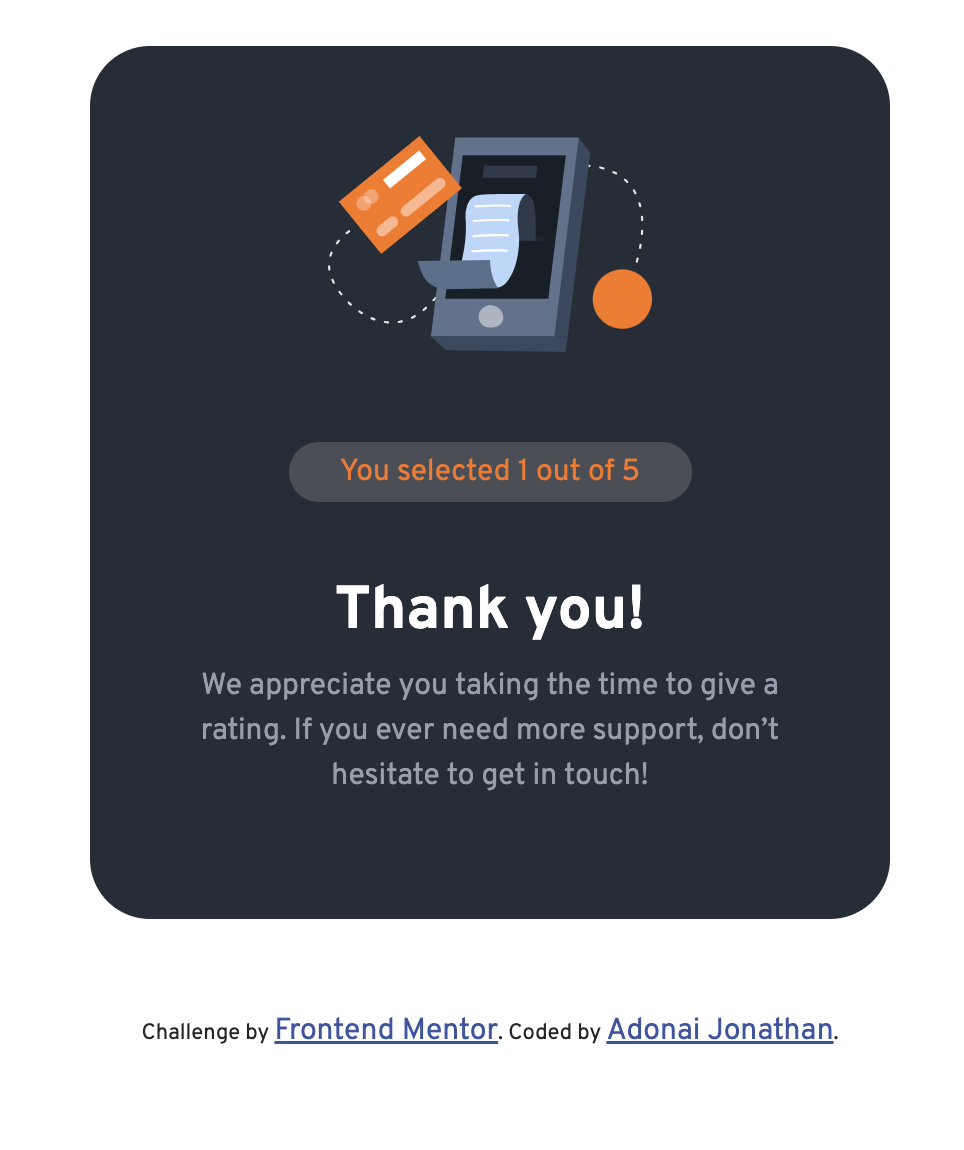 You selected 1 out of 5
Thank you!
We appreciate you taking the time to give a
rating. If you ever need more support, don’t
hesitate to get in touch!
Challenge by Frontend Mentor. Coded by Adonai Jonathan.